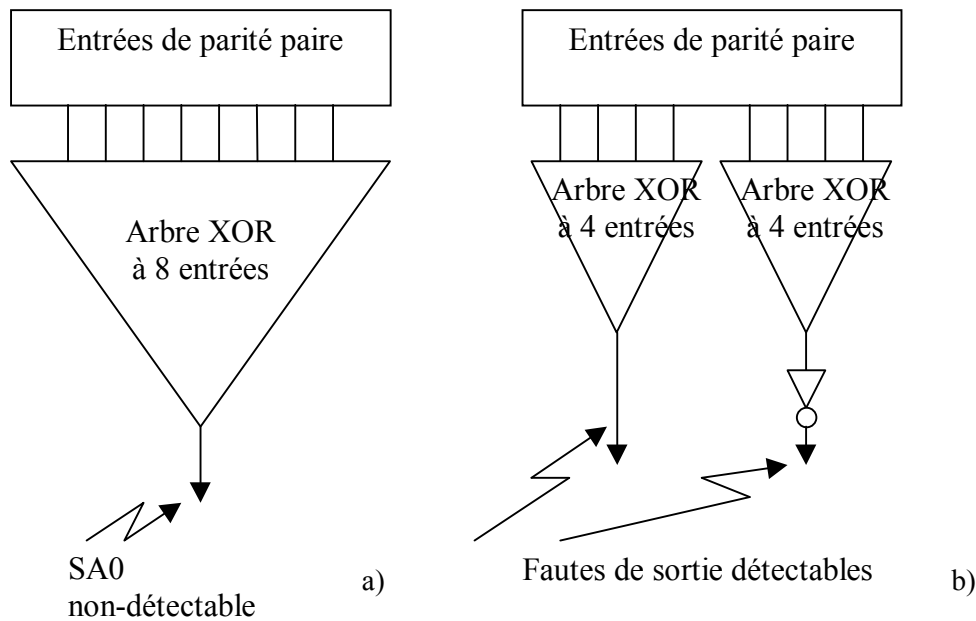 Entrées de parité paire
Arbre XOR
à 8 entrées
SA0
non-détectable
a)
Entrées de parité paire
Arbre XOR
à 4 entrées
Arbre XOR
à 4 entrées
Fautes de sortie détectables
b)